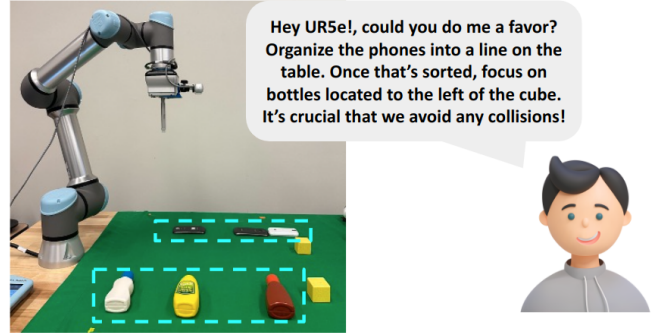 Hey UR5e!, could you do me a favor?
Organize the phones into a line on the
table. Once that's sorted, focus on
bottles located to the left of the cube.
It's crucial that we avoid any collisions!